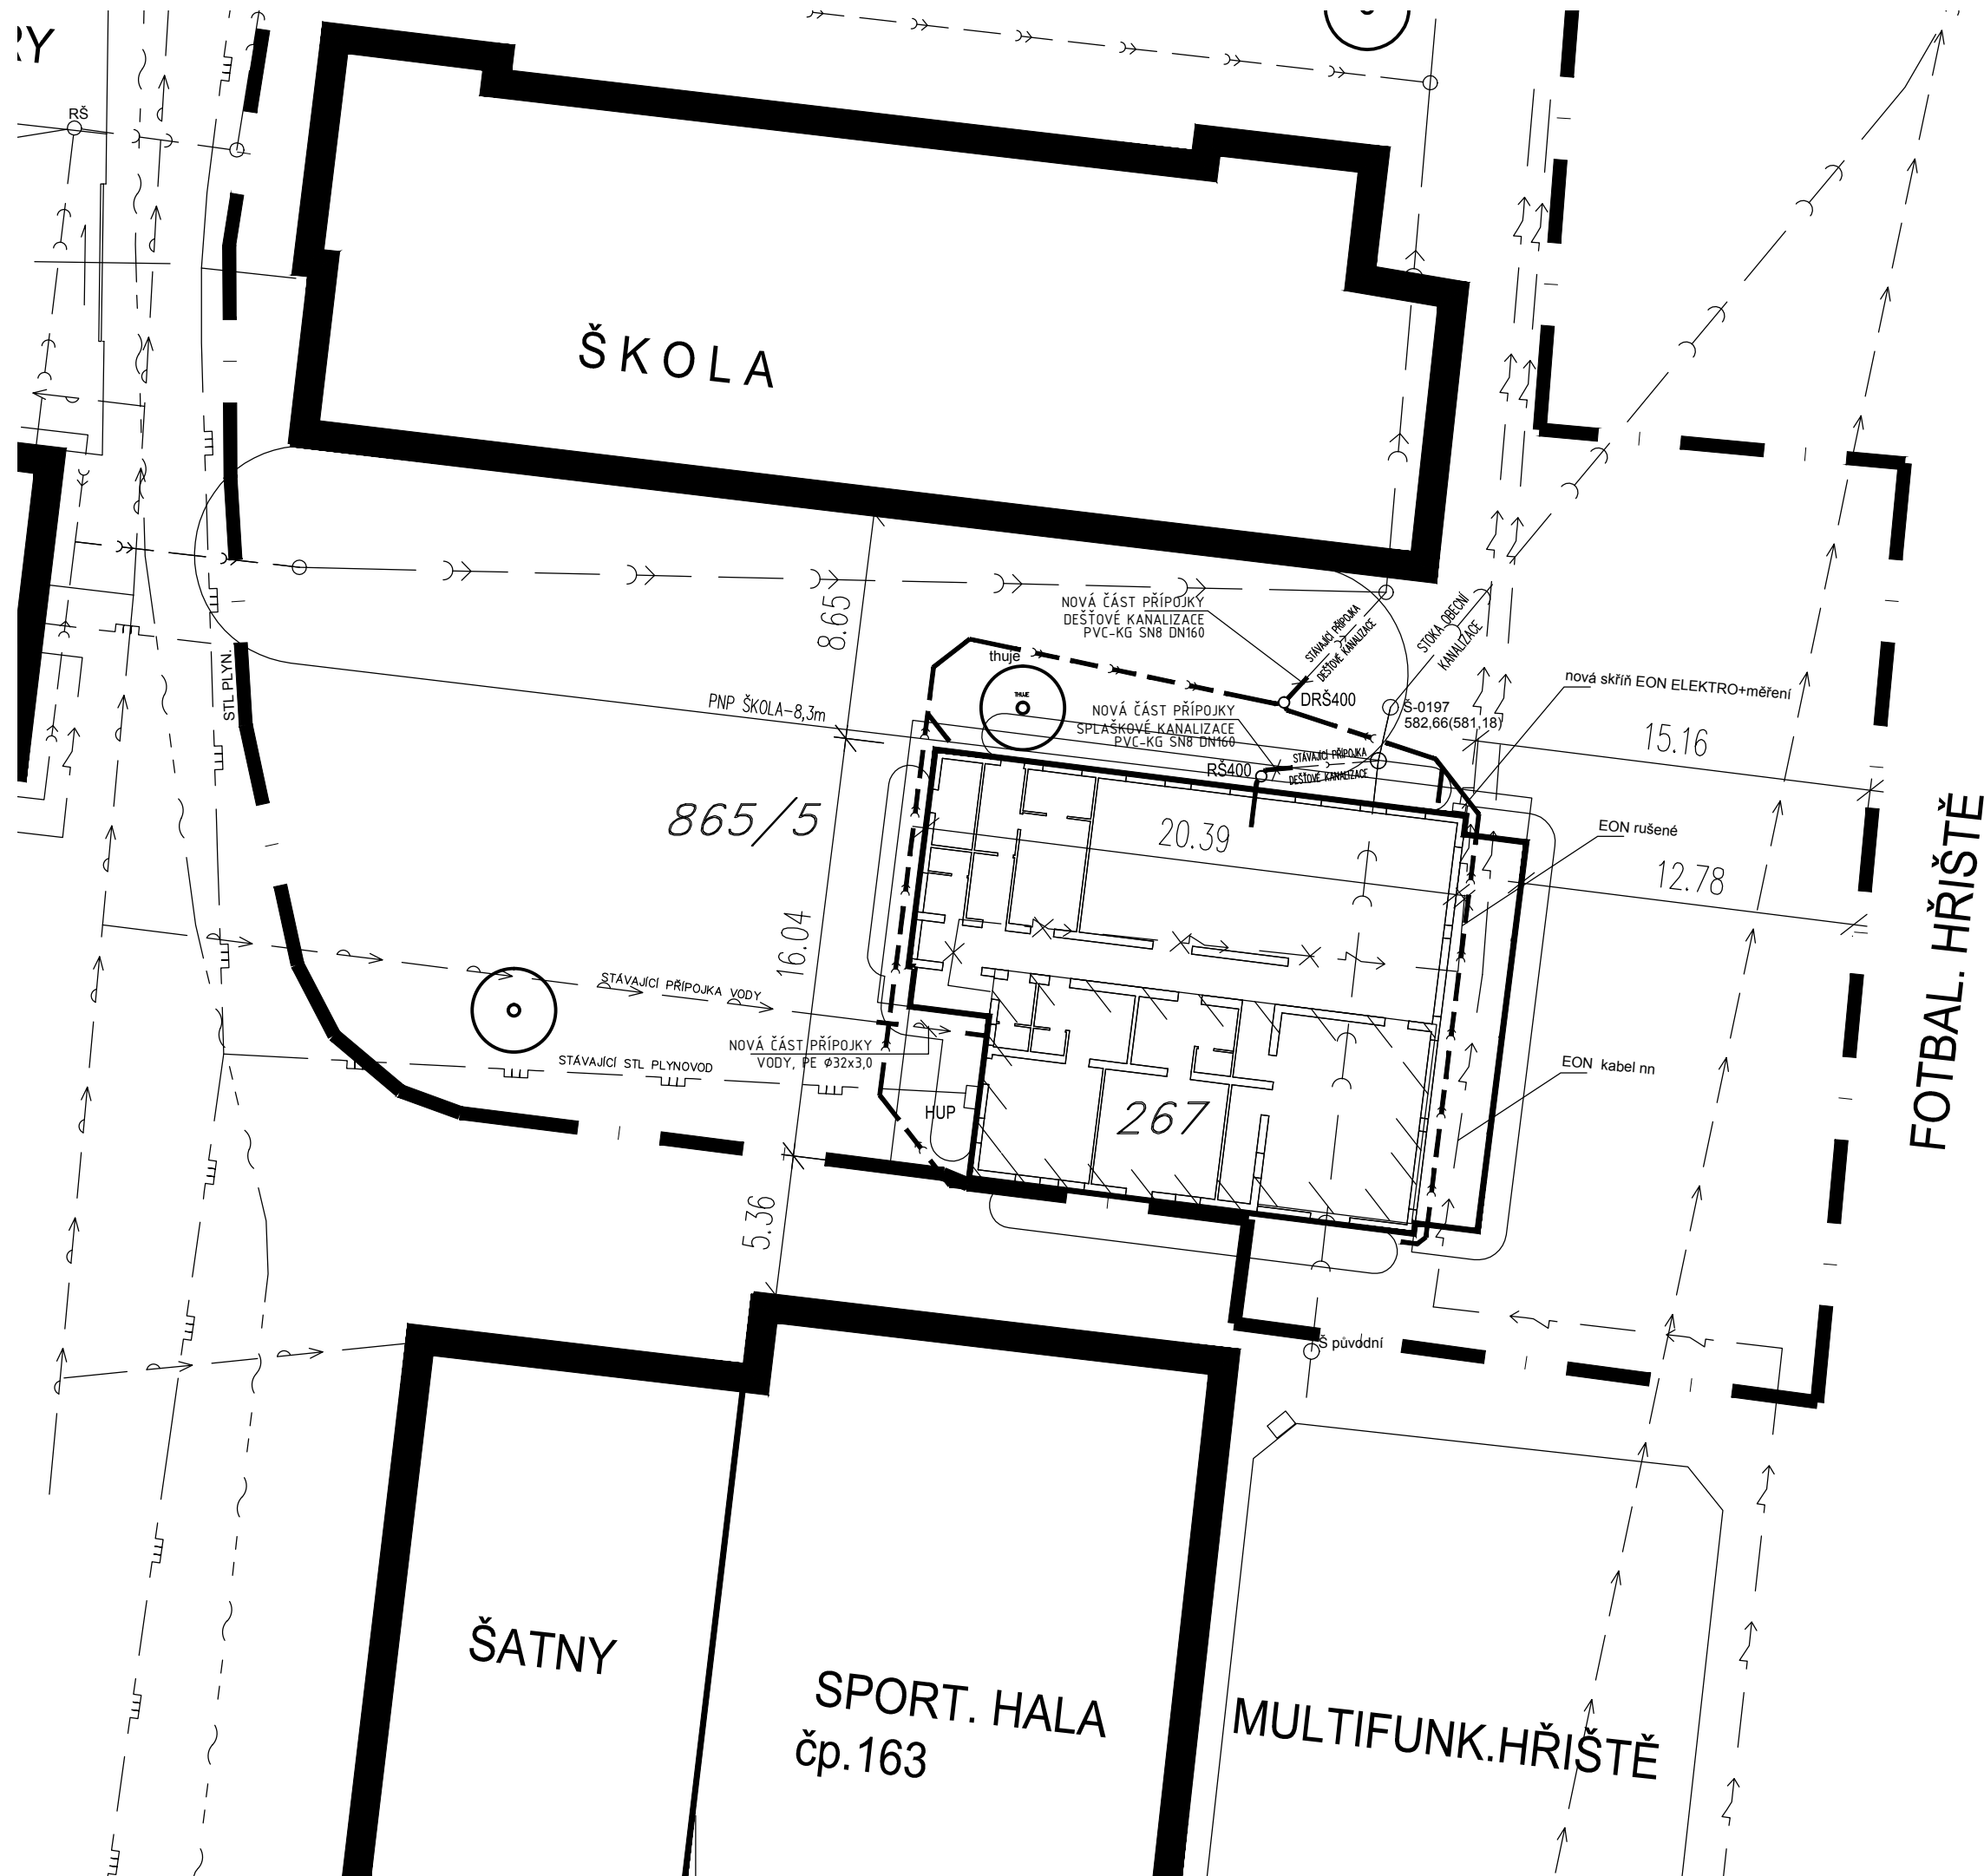 RŠ
ŠKOLA
8.65
NOVÁ ČÁST PŘÍPOJKY
DEŠŤOVÉ KANALIZACE
PVC-KG SN8 DN160
STÁVAJÍCÍ PŘÍPOJKA
DEŠŤOVÉ KANALIZACE
STOKA OBECNÍ
KANALIZACE
thuje
THUJE
STL PLYN.
PNP ŠKOLA-8,3m
DRŠ400
NOVÁ ČÁST PŘÍPOJKY
SPLAŠKOVÉ KANALIZACE
PVC-KG SN8 DN160
Š-0197
582,66(581,18)
nová skříň EON ELEKTRO+měření
15.16
STÁVAJÍCÍ PŘÍPOJKA
DEŠŤOVÉ KANALIZACE
RŠ400
865/5
20.39
EON rušené
12.78
FOTBAL. HŘIŠTĚ
16.04
STÁVAJÍCÍ PŘÍPOJKA VODY
NOVÁ ČÁST PŘÍPOJKY
VODY, PE Ø32x3,0
STÁVAJÍCÍ STL PLYNOVOD
EON kabel nn
HUP
267
5.36
Š původní
ŠATNY
SPORT. HALA
čp.163
MULTIFUNK.HŘIŠTĚ